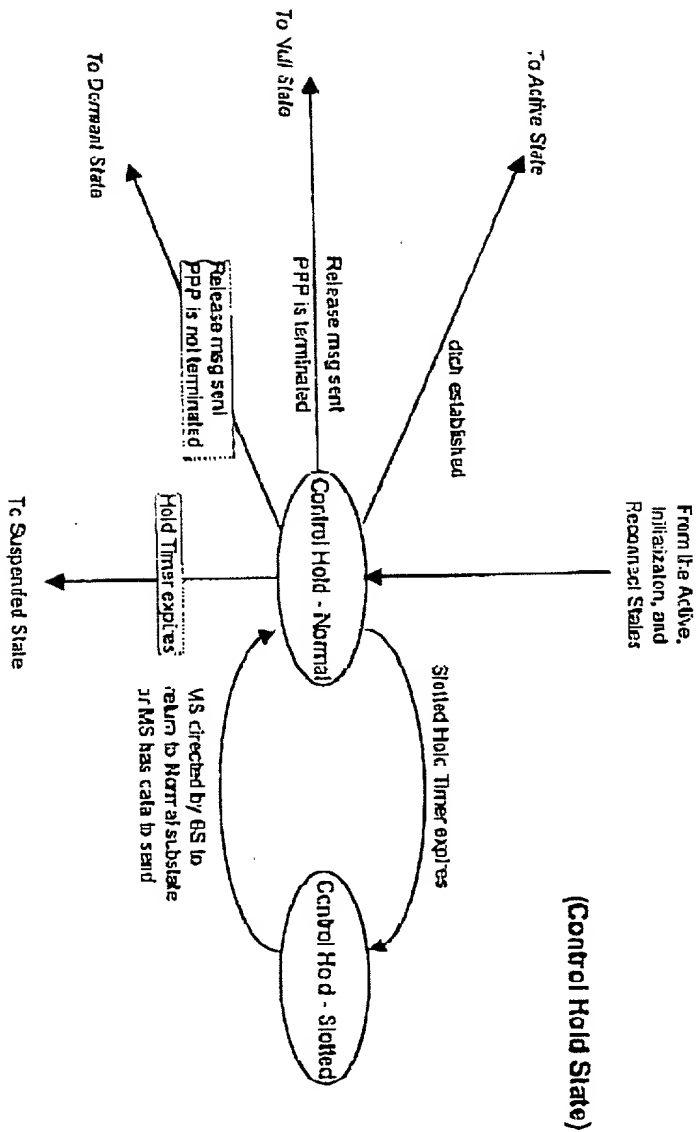 (Control Hold State)
From the Active,
Initialization, and
Reconnect States
To Active State
dtch established
To Null State
Release msg sent
PPP is terminated
To Dormant State
Release msg sent
PPP is not terminated
Control Hold - Normal
Hold Timer expires
To Suspended State
Slotted Hold Timer expires
MS directed by BS to
return to Normal substate
or MS has data to send
Control Hold - Slotted